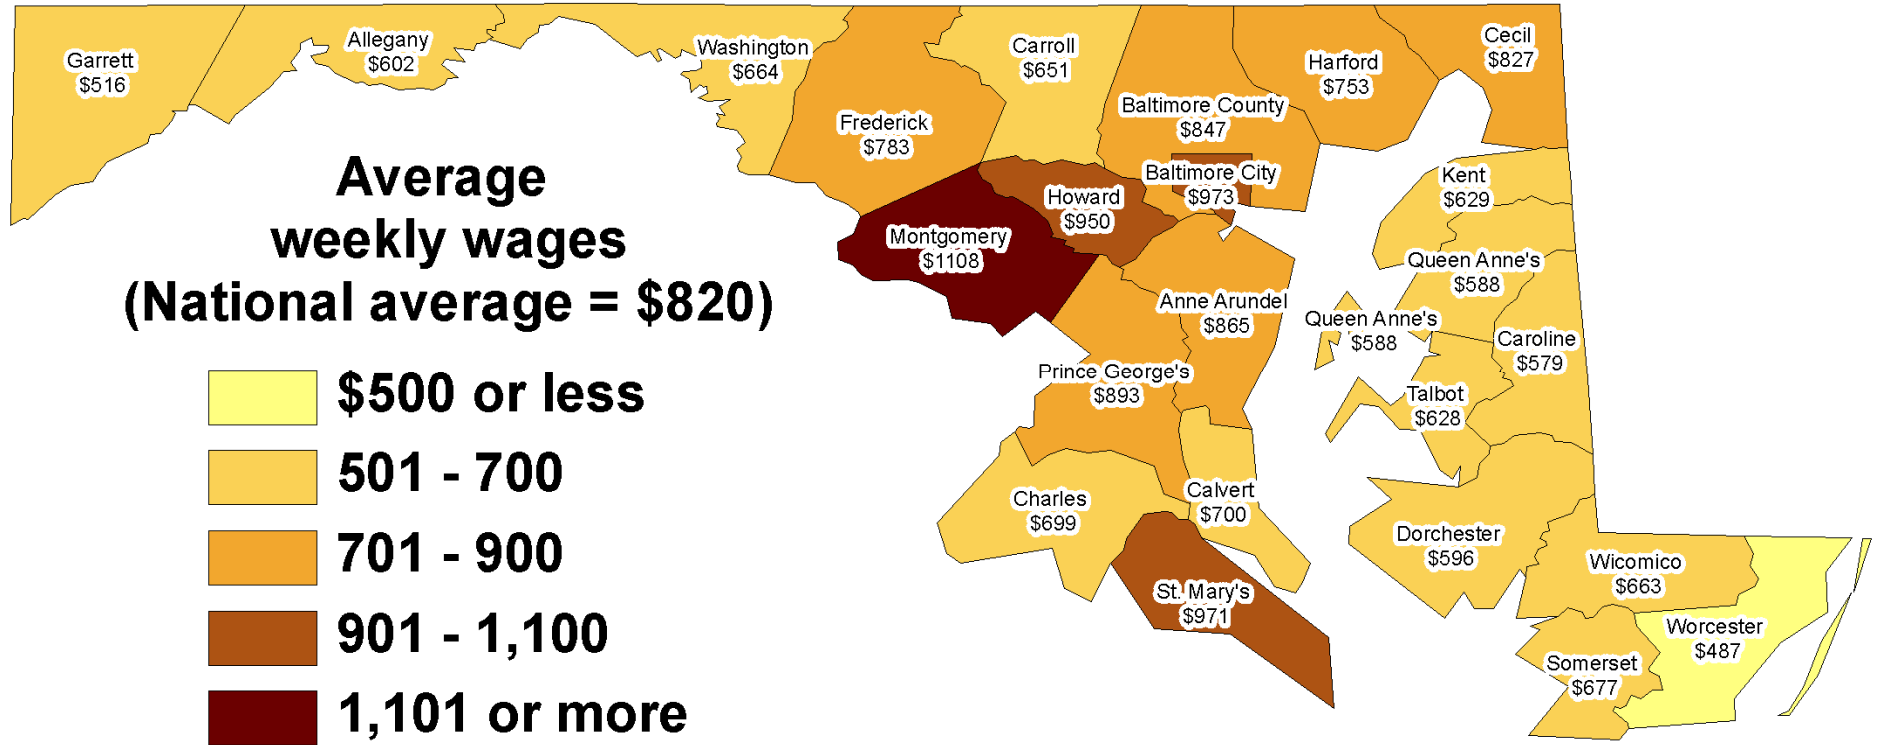 Garrett
$516
Allegany
$602
Washington
$664
Frederick
$783
Carroll
$651
Baltimore County
$847
Harford
$753
Cecil
$827
Baltimore City
$973
Howard
$950
Montgomery
$1108
Kent
$629
Queen Anne's
$588
Queen Anne's
$588
Anne Arundel
$865
Caroline
$579
Prince George's
$893
Talbot
$628
Charles
$699
Calvert
$700
Dorchester
$596
St. Mary's
$971
Wicomico
$663
Worcester
$487
Somerset
$677
Average
weekly wages
(National average = $820)
$500 or less
501 - 700
701 - 900
901 - 1,100
1,101 or more